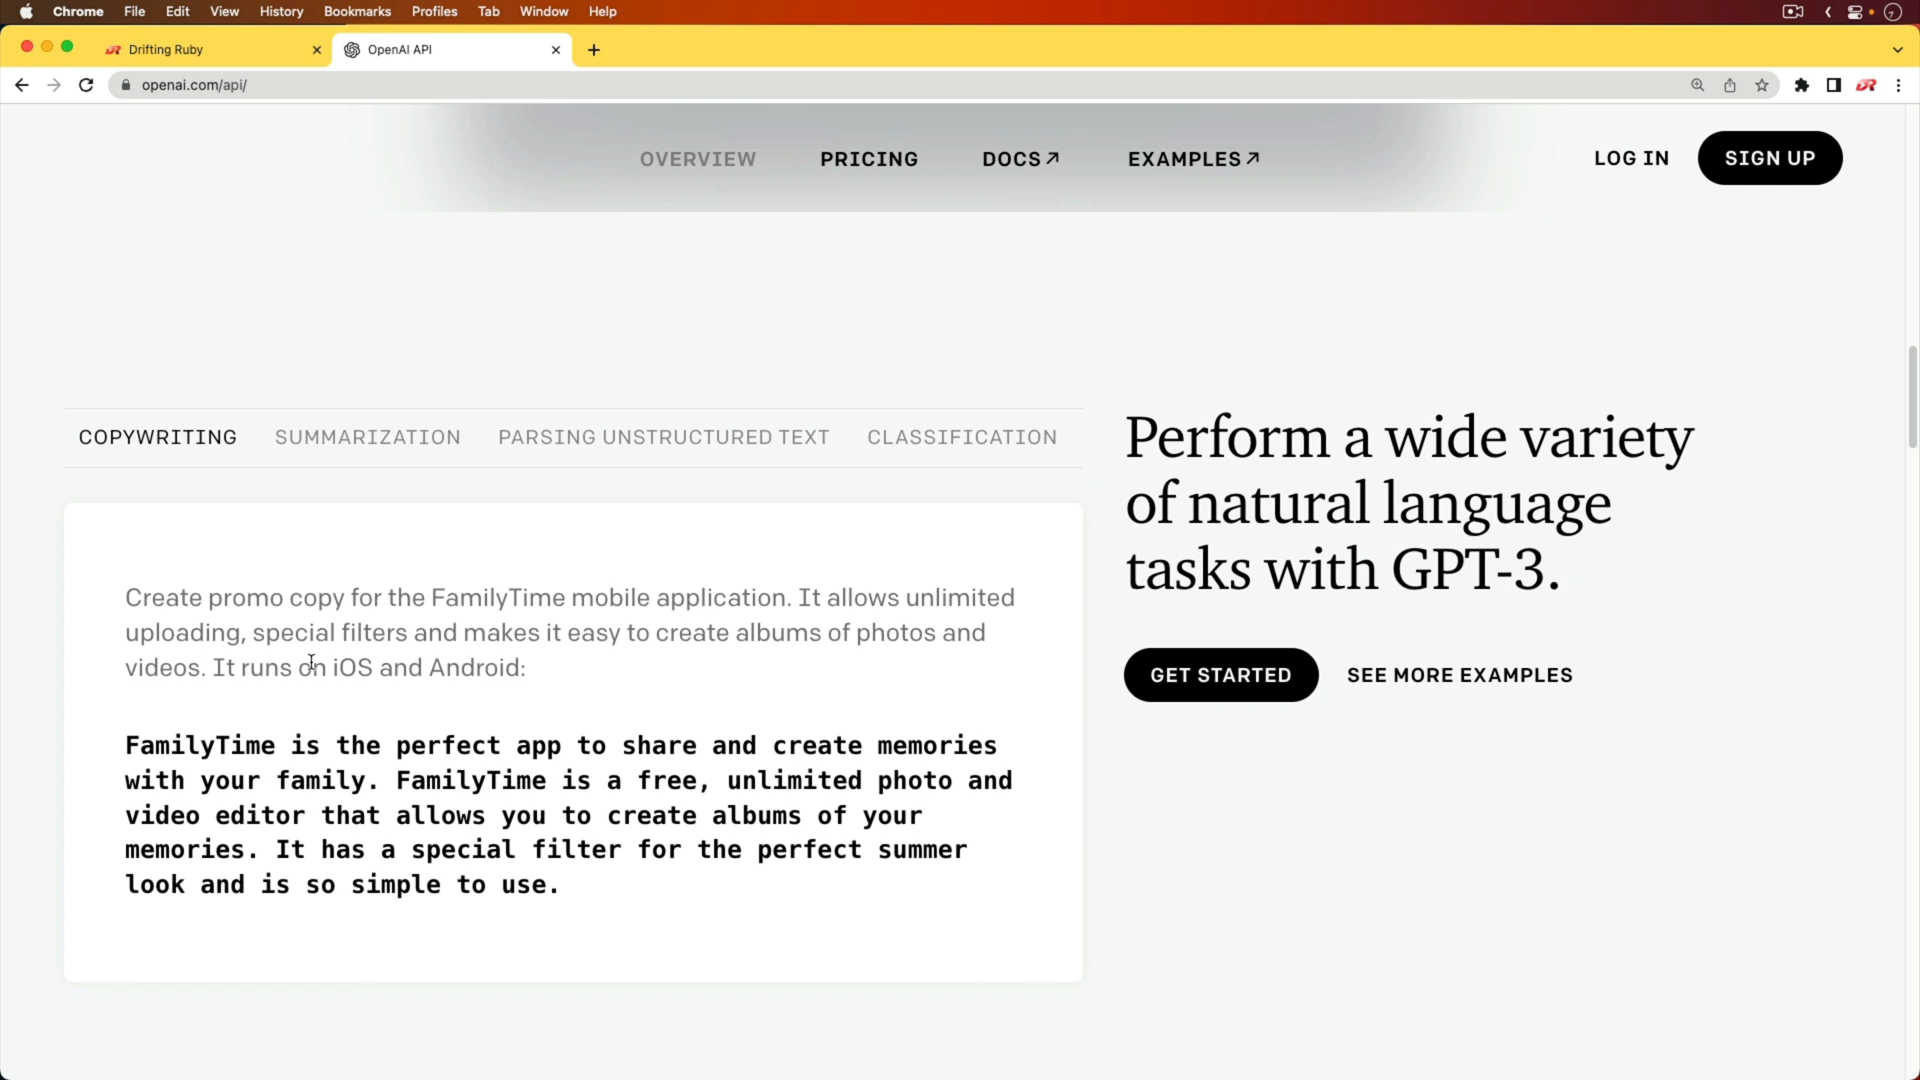 Chrome File Edit View History Bookmarks Profiles Tab Window Help
Drifting Ruby
OpenAI API
openai.com/api/
OVERVIEW PRICING DOCS↗ EXAMPLES↗ LOG IN SIGN UP
COPYWRITING SUMMARIZATION PARSING UNSTRUCTURED TEXT CLASSIFICATION
Create promo copy for the FamilyTime mobile application. It allows unlimited
uploading, special filters and makes it easy to create albums of photos and
videos. It runs on iOS and Android:
FamilyTime is the perfect app to share and create memories
with your family. FamilyTime is a free, unlimited photo and
video editor that allows you to create albums of your
memories. It has a special filter for the perfect summer
look and is so simple to use.
Perform a wide variety
of natural language
tasks with GPT-3.
GET STARTED SEE MORE EXAMPLES